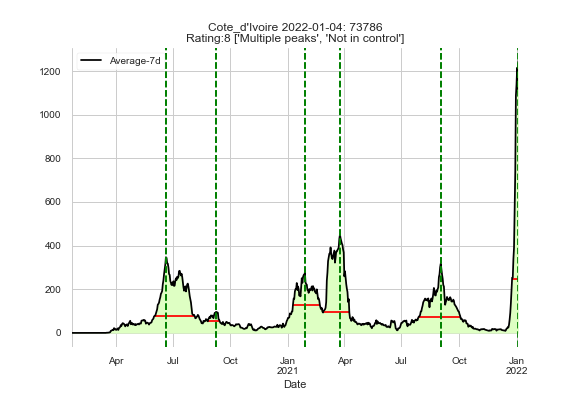 Cote_d'Ivoire 2022-01-04: 73786
Rating:8 ['Multiple peaks', 'Not in control']
Average-7d
1200
1000
800
600
400
200
0
Apr Jul Oct Jan Apr Jul Oct Jan
2021 2022
Date